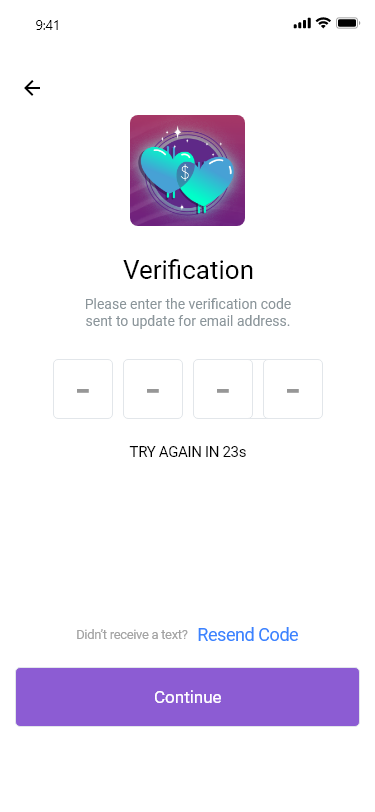 9:41
$
Verification
Please enter the verification code
sent to update for email address.
– – – –
TRY AGAIN IN 23s
Didn't receive a text? Resend Code
Continue